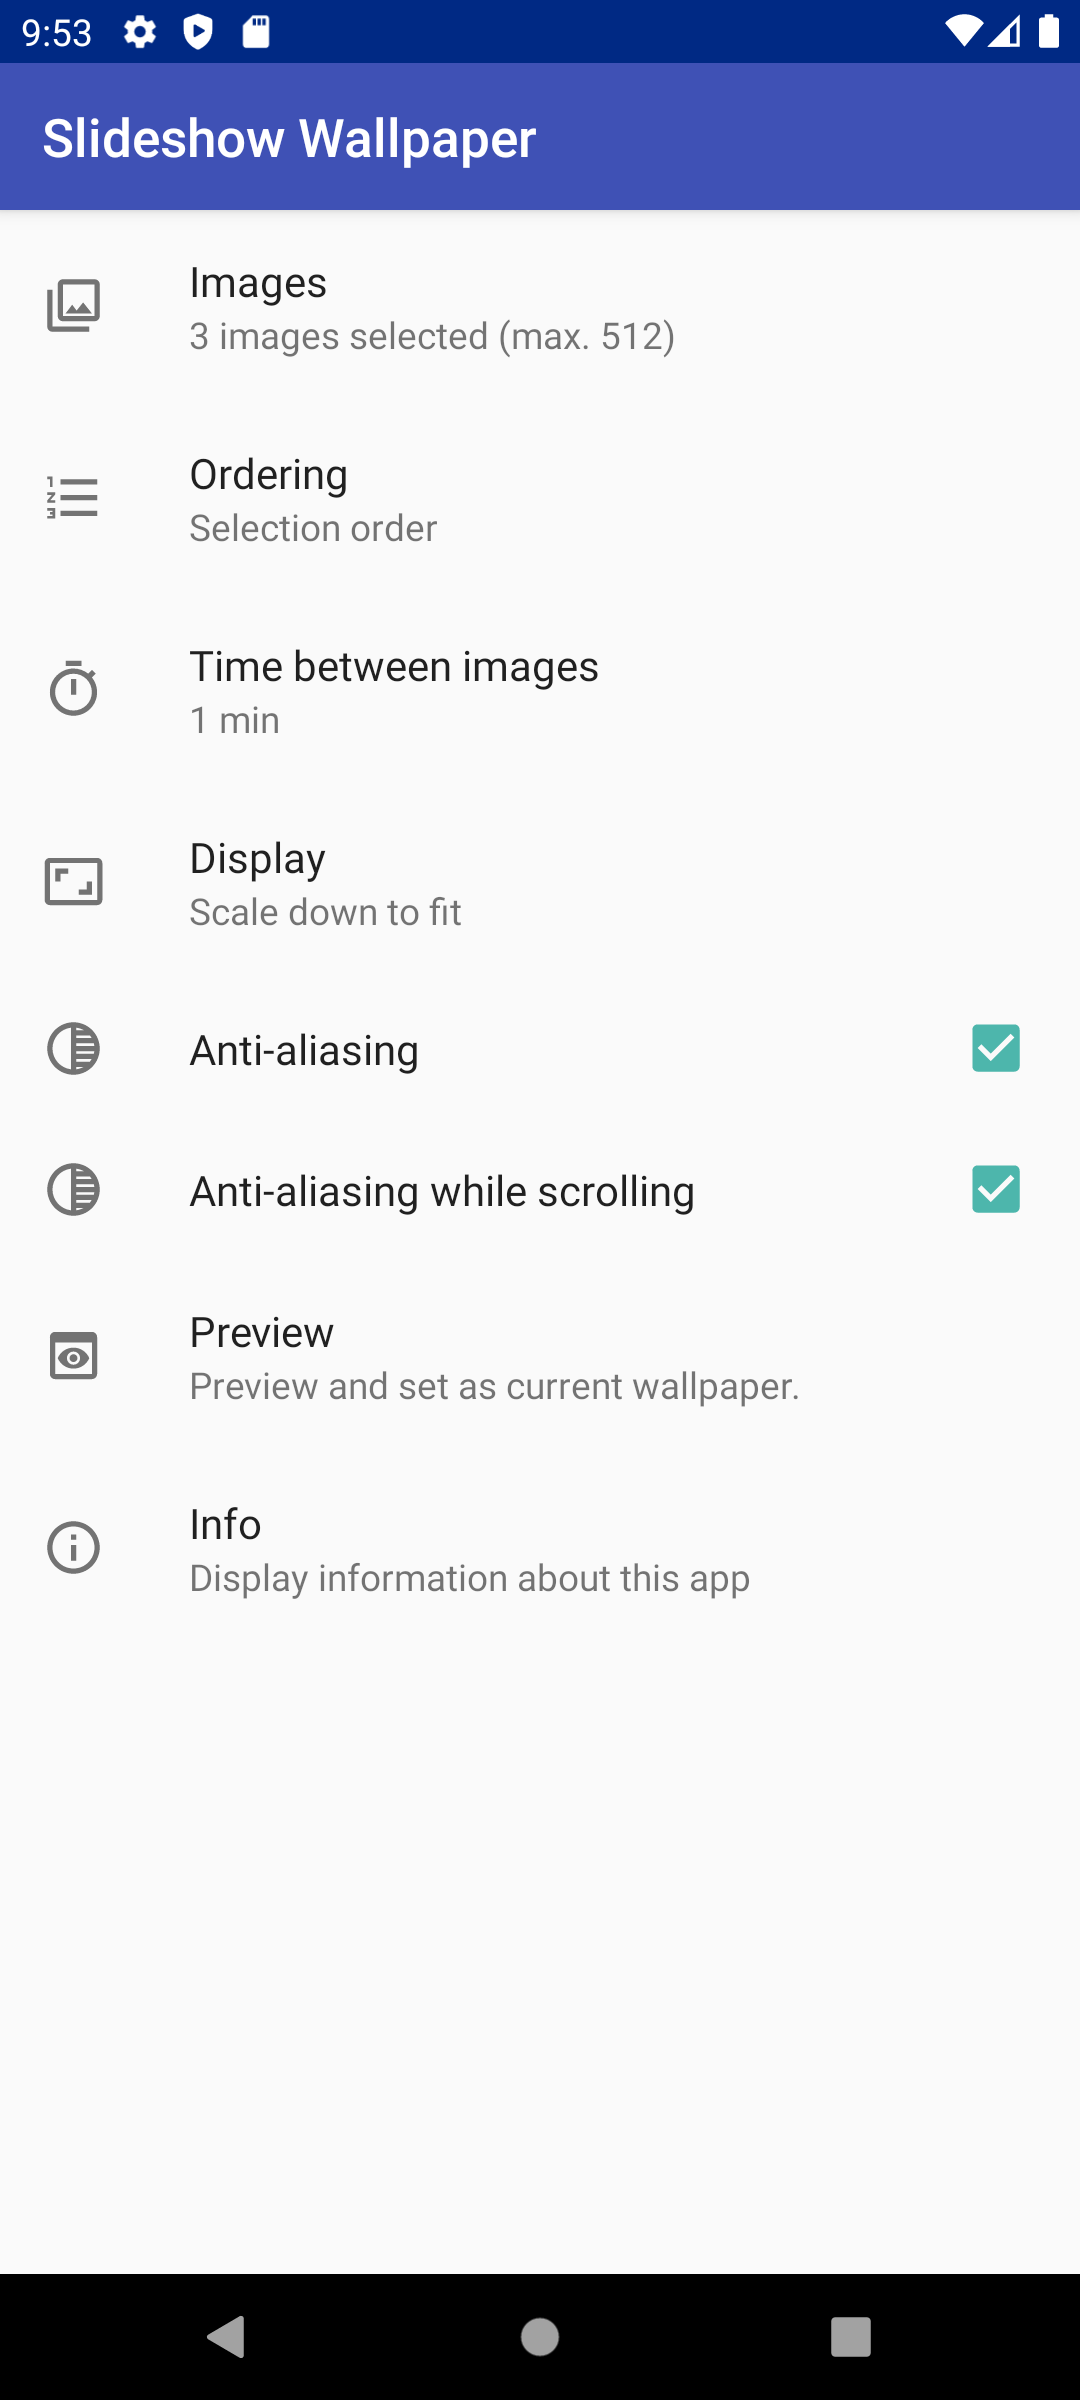 9:53
Slideshow Wallpaper
Images
3 images selected (max. 512)
Ordering
Selection order
Time between images
1 min
Display
Scale down to fit
Anti-aliasing
Anti-aliasing while scrolling
Preview
Preview and set as current wallpaper.
Info
Display information about this app